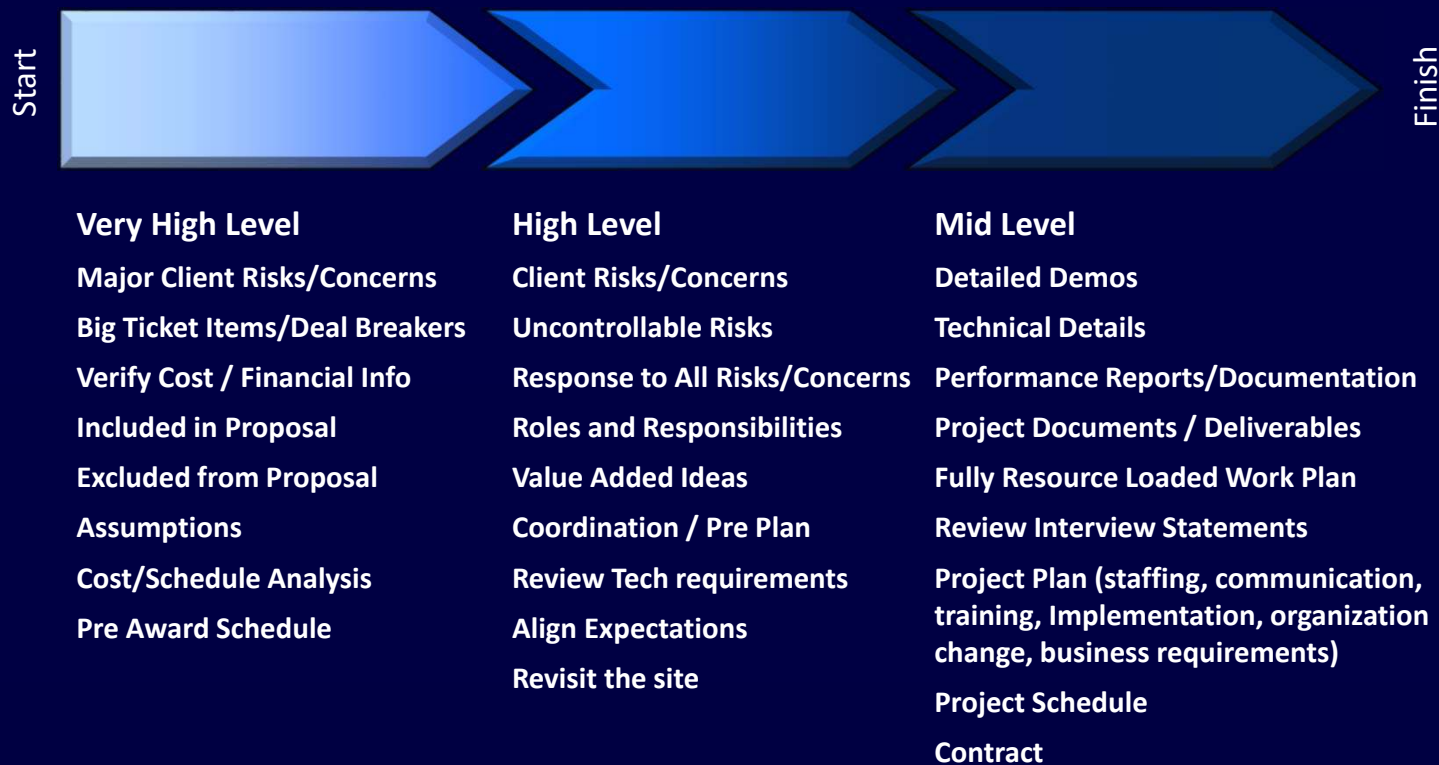 Start
Finish
Very High Level
Major Client Risks/Concerns
Big Ticket Items/Deal Breakers
Verify Cost / Financial Info
Included in Proposal
Excluded from Proposal
Assumptions
Cost/Schedule Analysis
Pre Award Schedule
High Level
Client Risks/Concerns
Uncontrollable Risks
Response to All Risks/Concerns
Roles and Responsibilities
Value Added Ideas
Coordination / Pre Plan
Review Tech requirements
Align Expectations
Revisit the site
Mid Level
Detailed Demos
Technical Details
Performance Reports/Documentation
Project Documents / Deliverables
Fully Resource Loaded Work Plan
Review Interview Statements
Project Plan (staffing, communication,
training, Implementation, organization
change, business requirements)
Project Schedule
Contract